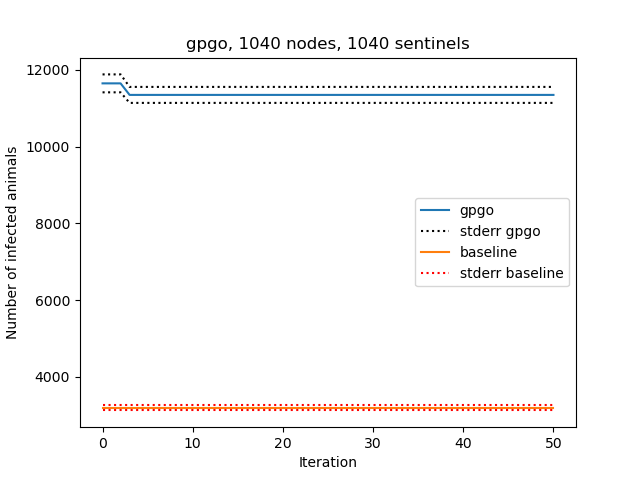 gpgo, 1040 nodes, 1040 sentinels
12000
10000
8000
6000
4000
Number of infected animals
gpgo
stderr gpgo
baseline
stderr baseline
0 10 20 30 40 50
Iteration